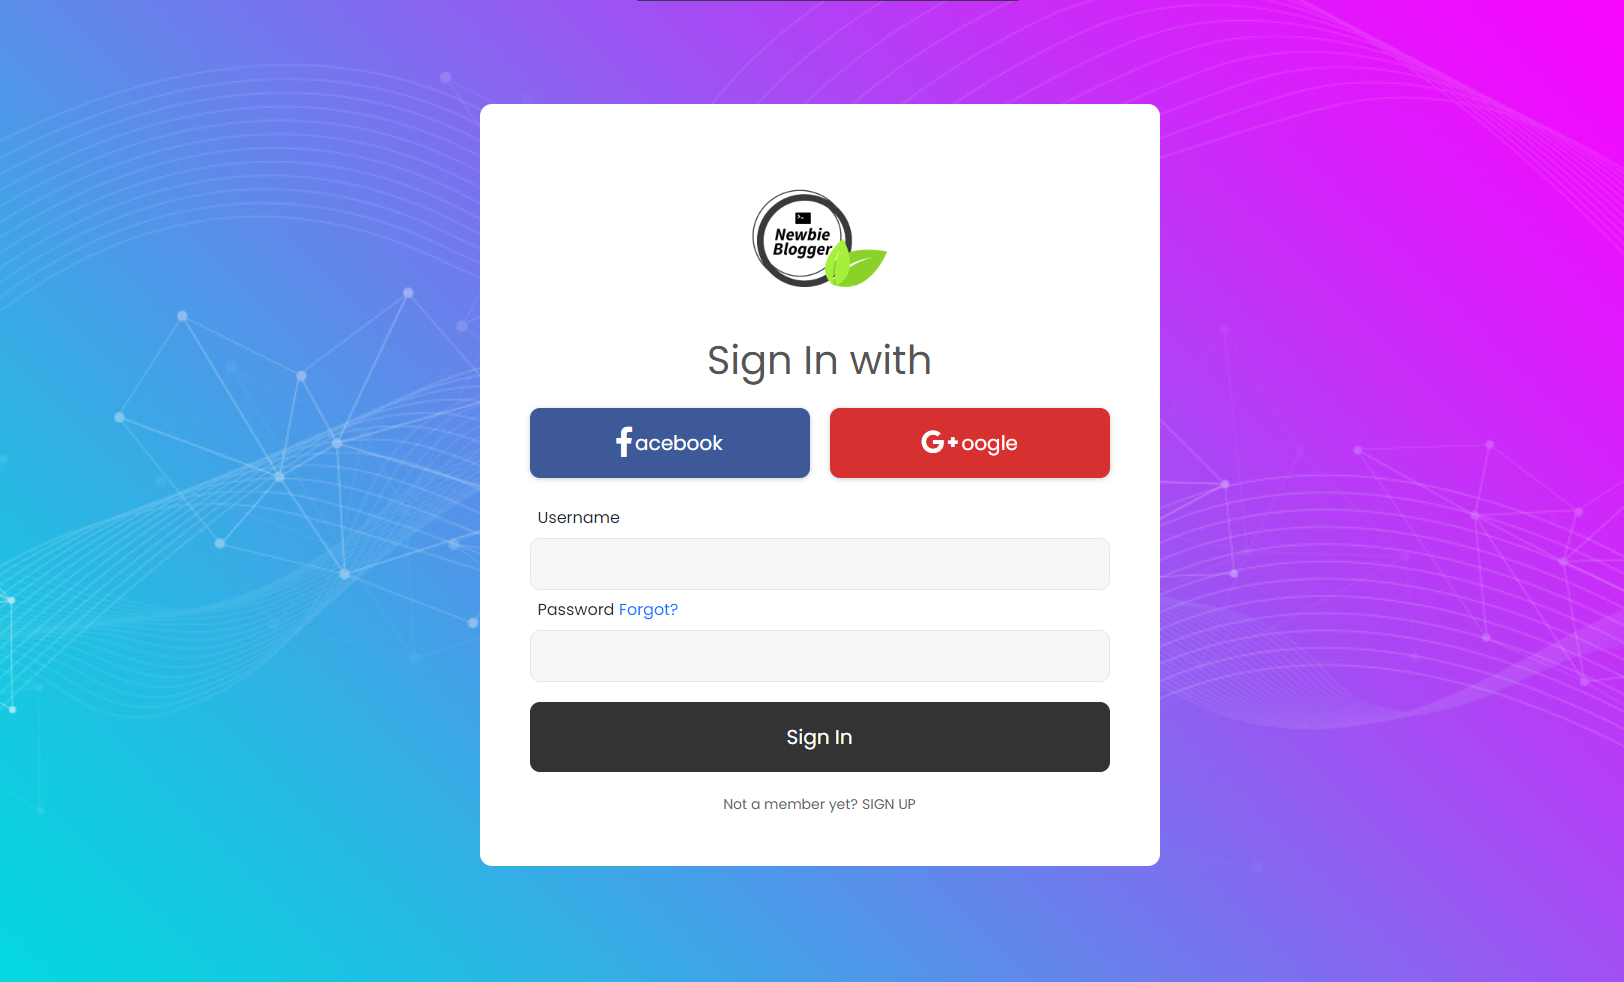 Newbie
Blogger
Sign In with
facebook
G+oogle
Username
Password Forgot?
Sign In
Not a member yet? SIGN UP